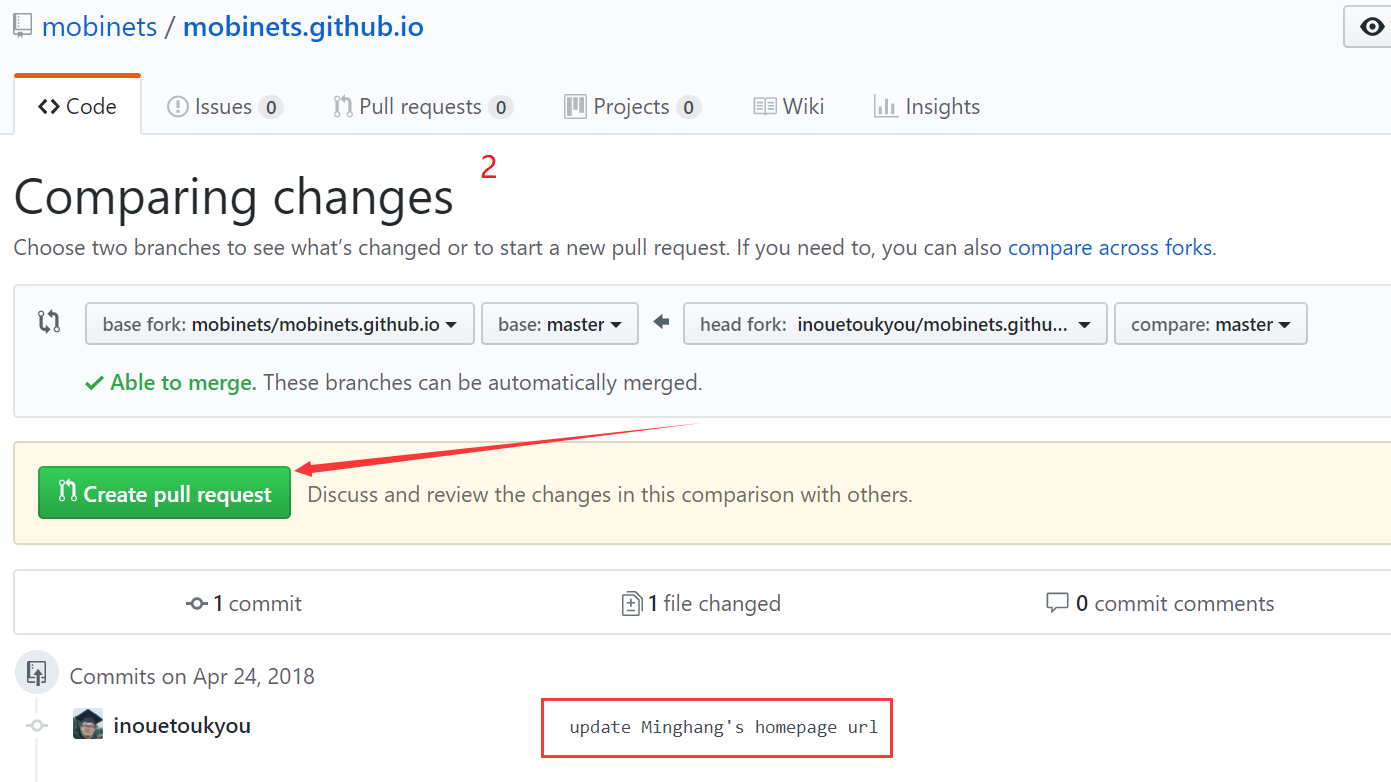 mobinets / mobinets.github.io
Code Issues 0 Pull requests 0 Projects 0 Wiki Insights
2
Comparing changes
Choose two branches to see what's changed or to start a new pull request. If you need to, you can also compare across forks.
base fork: mobinets/mobinets.github.io base: master head fork: inouetoukyou/mobinets.githu... compare: master
Able to merge. These branches can be automatically merged.
Create pull request Discuss and review the changes in this comparison with others.
1 commit 1 file changed 0 commit comments
Commits on Apr 24, 2018
inouetoukyou update Minghang's homepage url